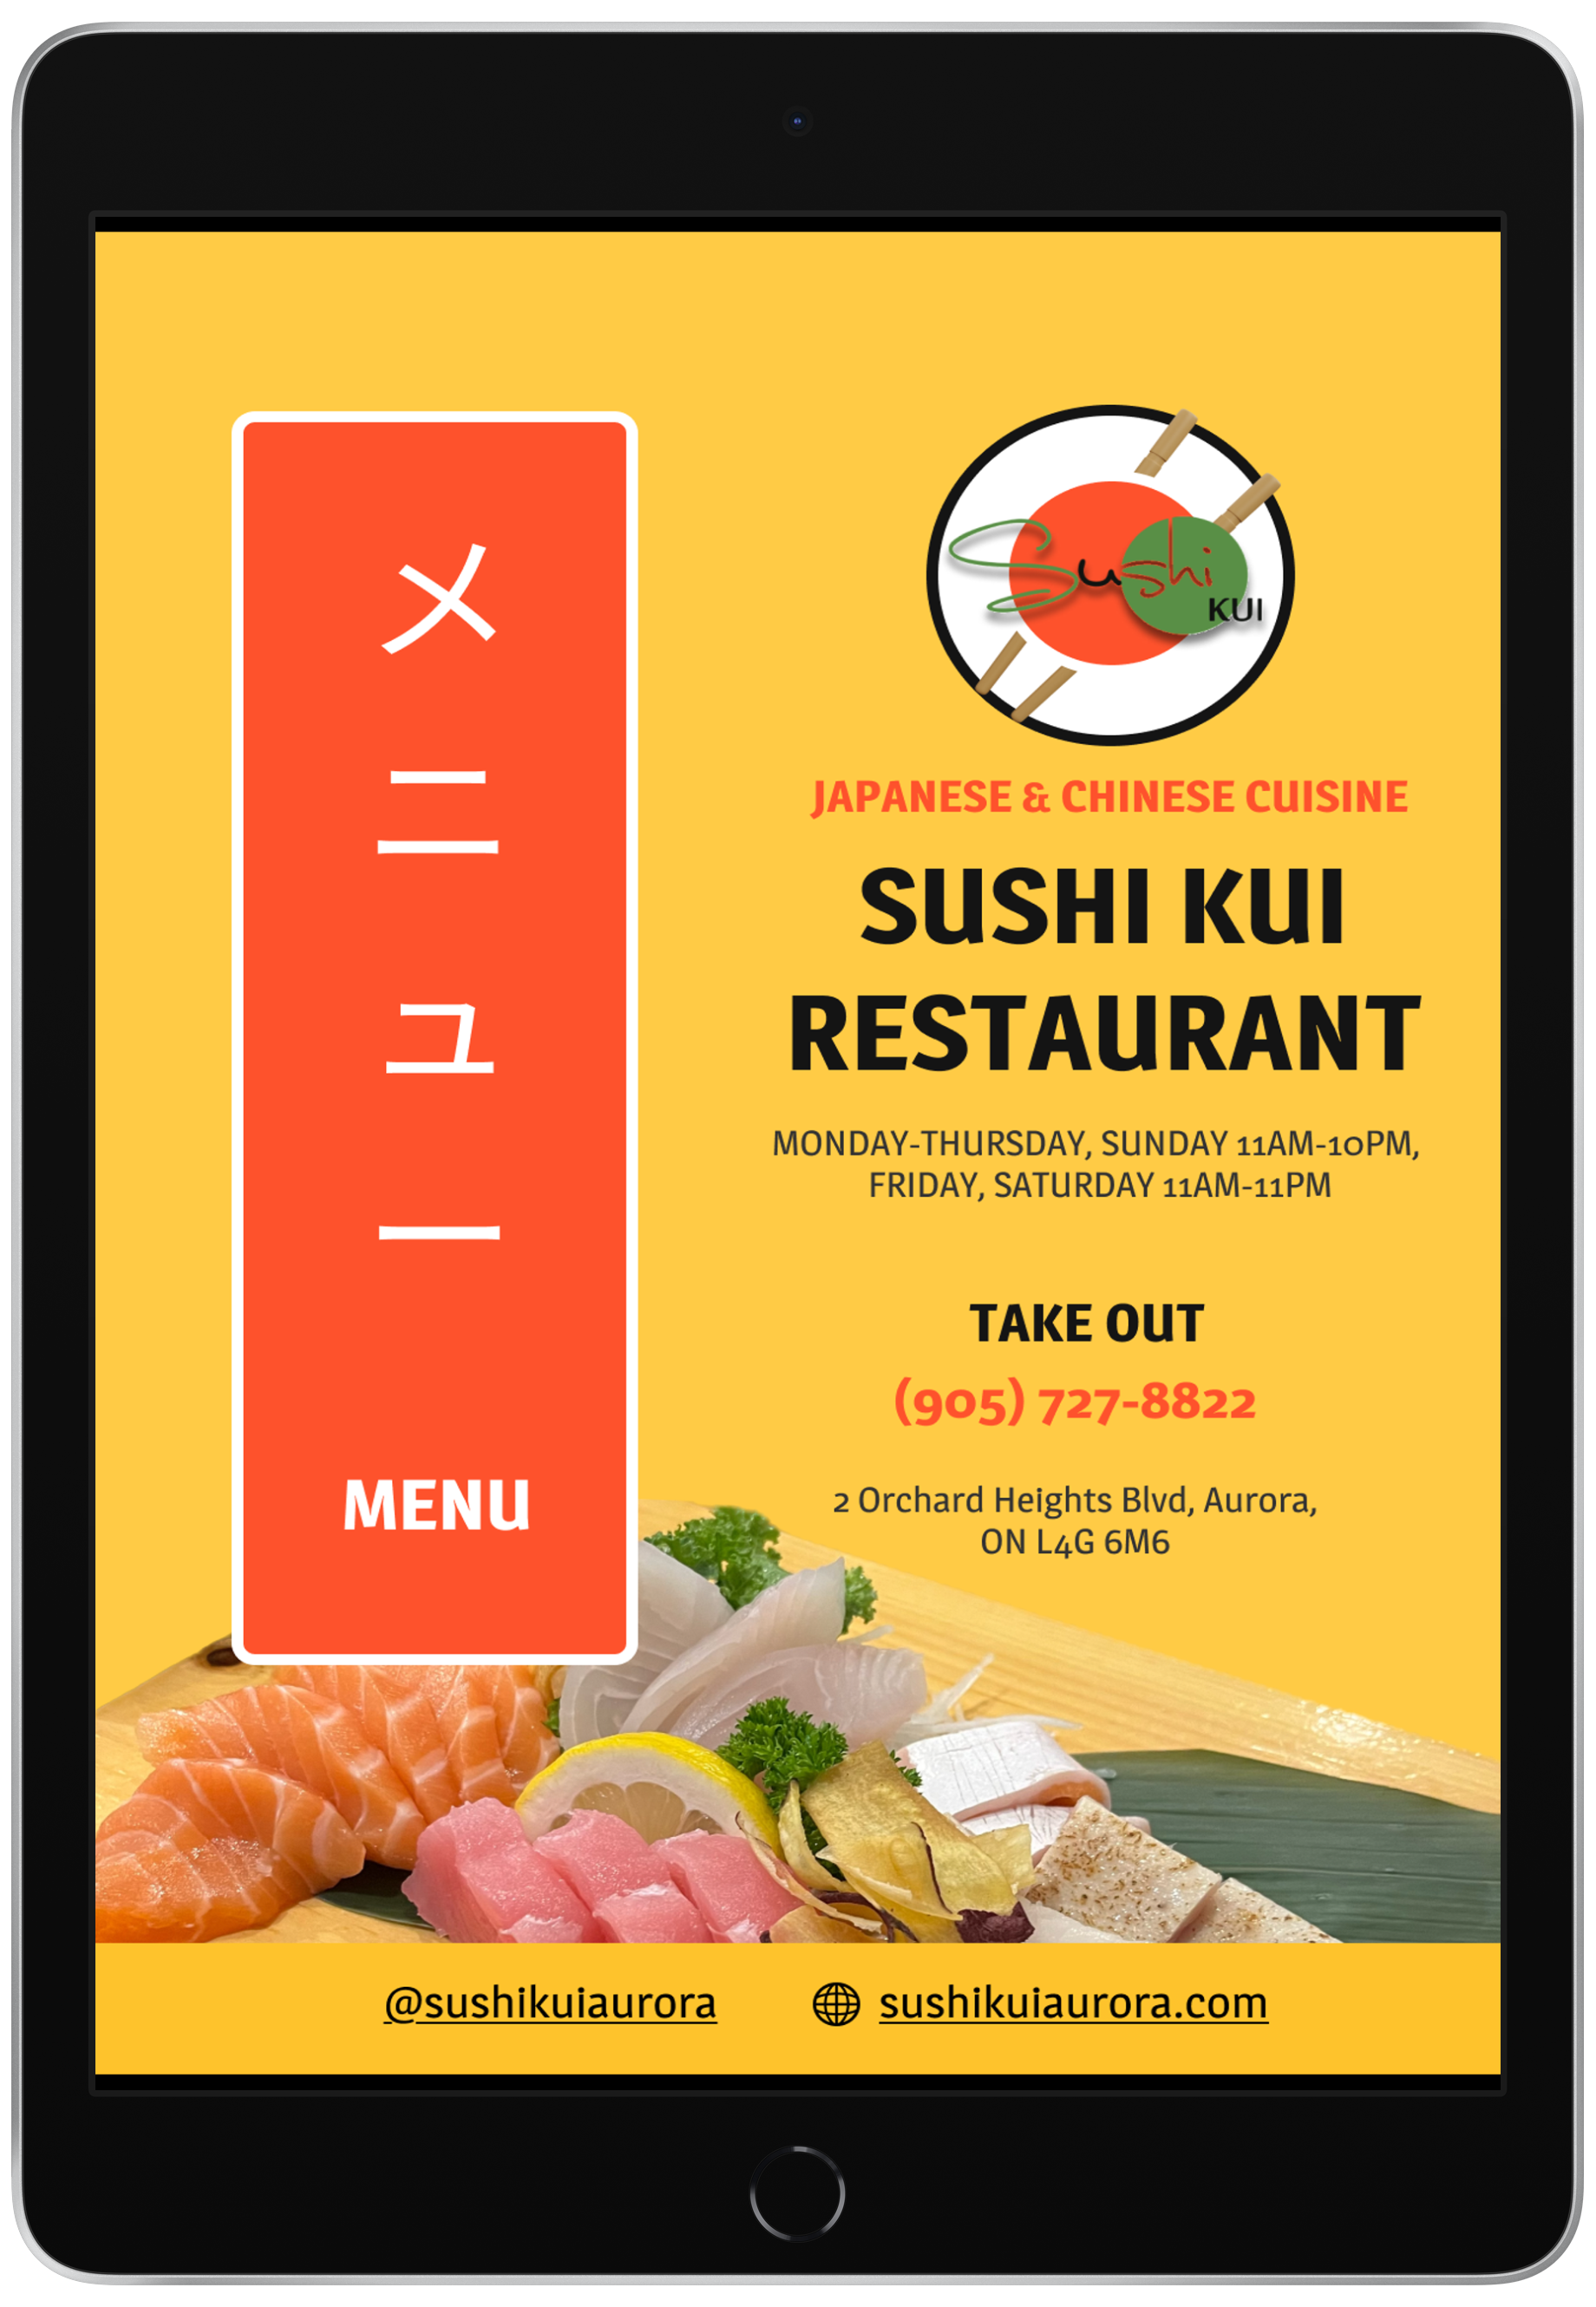 メ
ニ
ュ
ー
MENU
Sushi
KUI
JAPANESE & CHINESE CUISINE
SUSHI KUI
RESTAURANT
MONDAY-THURSDAY, SUNDAY 11AM-10PM,
FRIDAY, SATURDAY 11AM-11PM
TAKE OUT
(905) 727-8822
2 Orchard Heights Blvd, Aurora,
ON L4G 6M6
@sushikuiaurora
sushikuiaurora.com